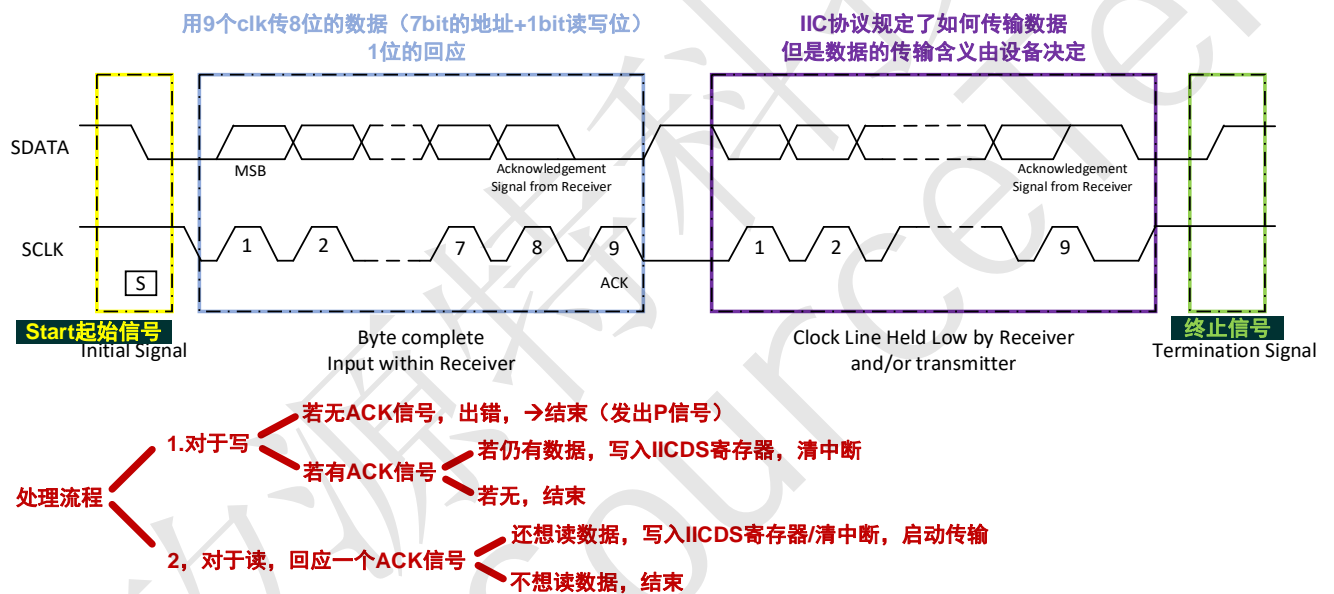 用9个clk传8位的数据（7bit的地址+1bit读写位）
1位的回应
IIC协议规定了如何传输数据
但是数据的传输含义由设备决定
SDATA
MSB
Acknowledgement
Signal from Receiver
Acknowledgement
Signal from Receiver
SCLK
1
2
7
8
9
1
2
9
S
ACK
Start起始信号
Initial Signal
Byte complete
Input within Receiver
Clock Line Held Low by Receiver
and/or transmitter
终止信号
Termination Signal
处理流程
1.对于写
若无ACK信号，出错，→结束（发出P信号）
若有ACK信号
若仍有数据，写入IICDS寄存器，清中断
若无，结束
2，对于读，回应一个ACK信号
还想读数据，写入IICDS寄存器/清中断，启动传输
不想读数据，结束